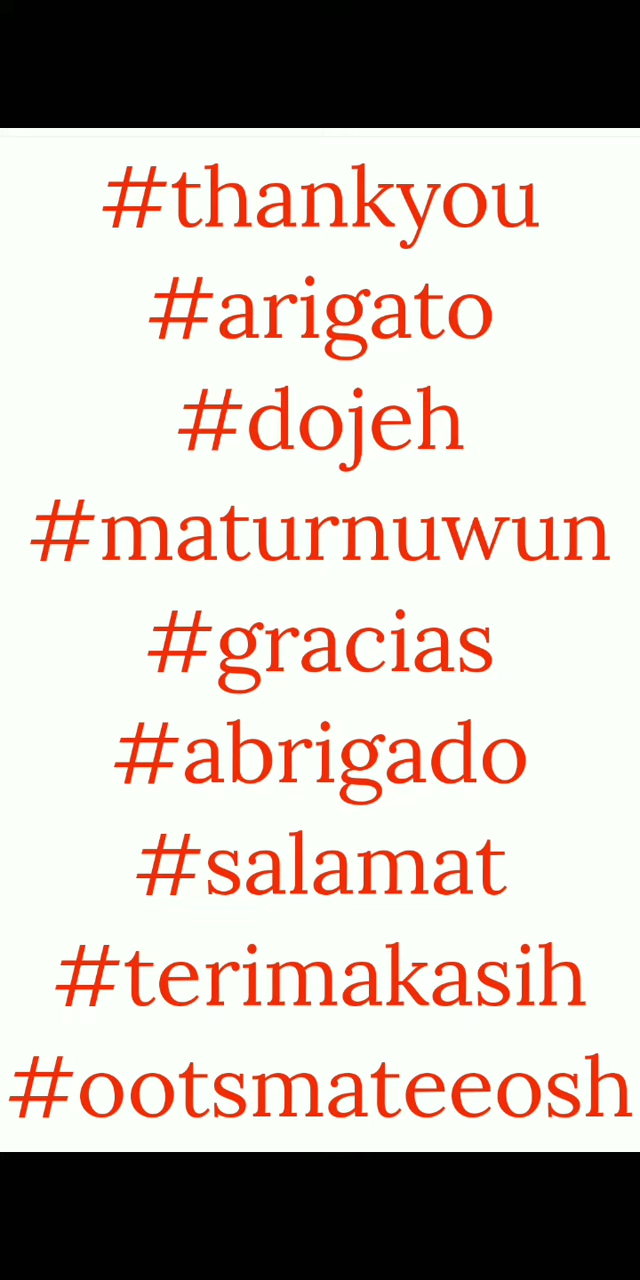 #thankyou
#arigato
#dojeh
#maturnuwun
#gracias
#abrigado
#salamat
#terimakasih
#ootsmateeosh